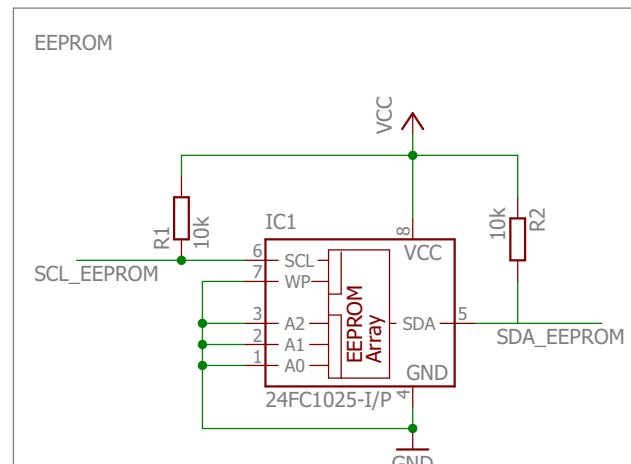 EEPROM
VCC
R1
10k
10k
R2
IC1
8
VCC
6
SCL
SCL_EEPROM
7
WP
3
A2
2
A1
1
A0
EEPROM
Array
SDA
5
SDA_EEPROM
GND
24FC1025-I/P
4
GND